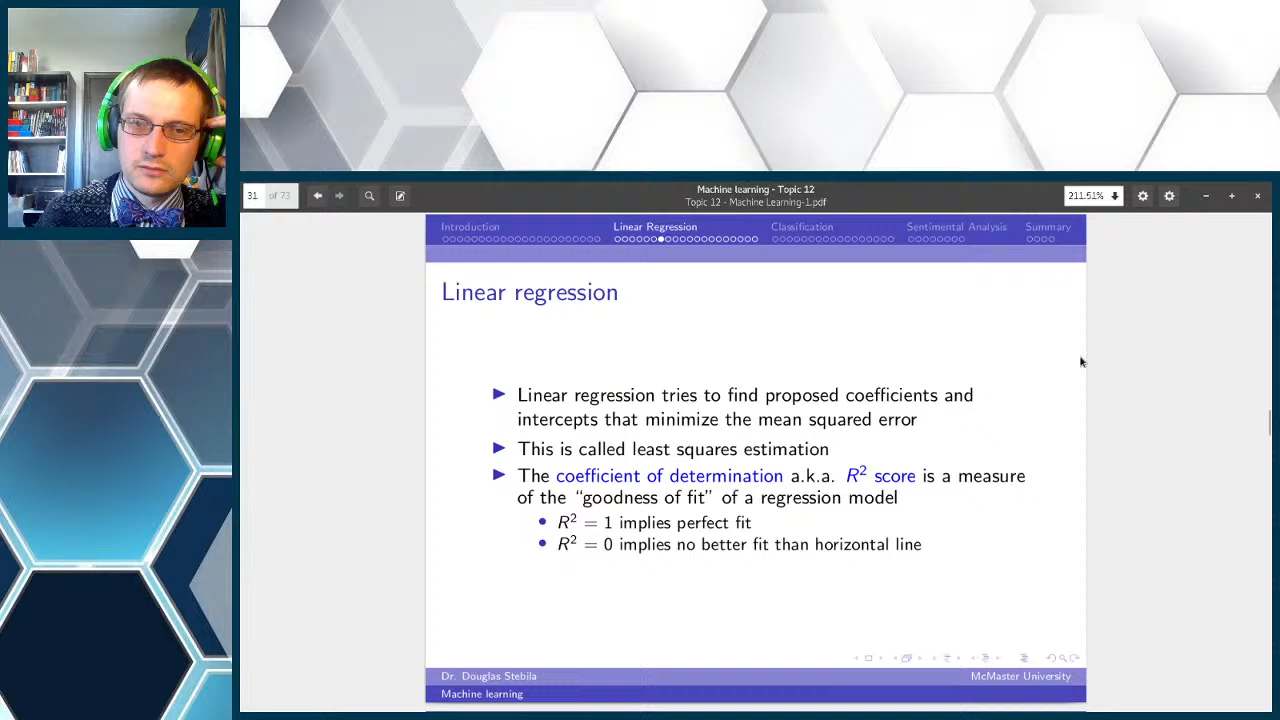 31 of 73
Machine learning - Topic 12
Topic 12 - Machine Learning-1.pdf
211.51%
Introduction Linear Regression Classification Sentimental Analysis Summary
Linear regression
Linear regression tries to find proposed coefficients and
intercepts that minimize the mean squared error
This is called least squares estimation
The coefficient of determination a.k.a. R² score is a measure
of the “goodness of fit” of a regression model
R² = 1 implies perfect fit
R² = 0 implies no better fit than horizontal line
Dr. Douglas Stebila McMaster University
Machine learning